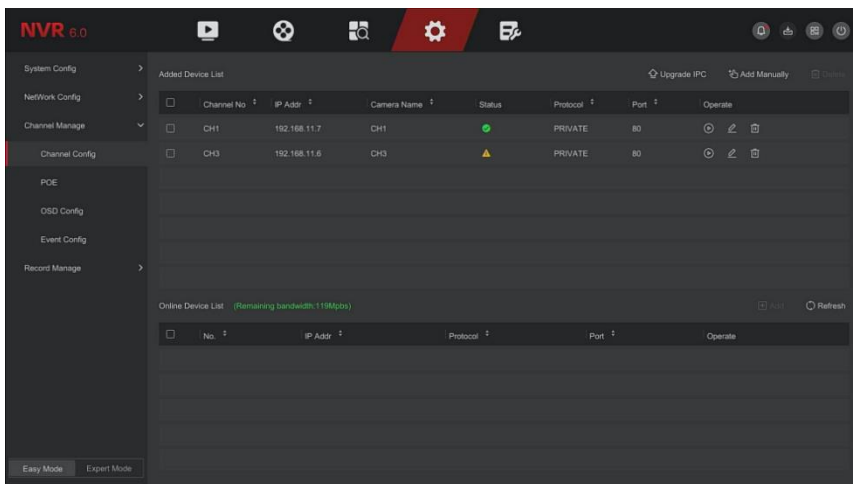 NVR 6.0
System Config
Added Device List Upgrade IPC Add Manually Delete
NetWork Config
Channel No IP Addr Camera Name Status Protocol Port Operate
Channel Manage
CH1 192.168.11.7 CH1 PRIVATE 80
Channel Config
CH3 192.168.11.6 CH3 PRIVATE 80
POE
OSD Config
Event Config
Record Manage
Online Device List (Remaining bandwidth:119Mpbs) Add Refresh
No. IP Addr Protocol Port Operate
Easy Mode Expert Mode